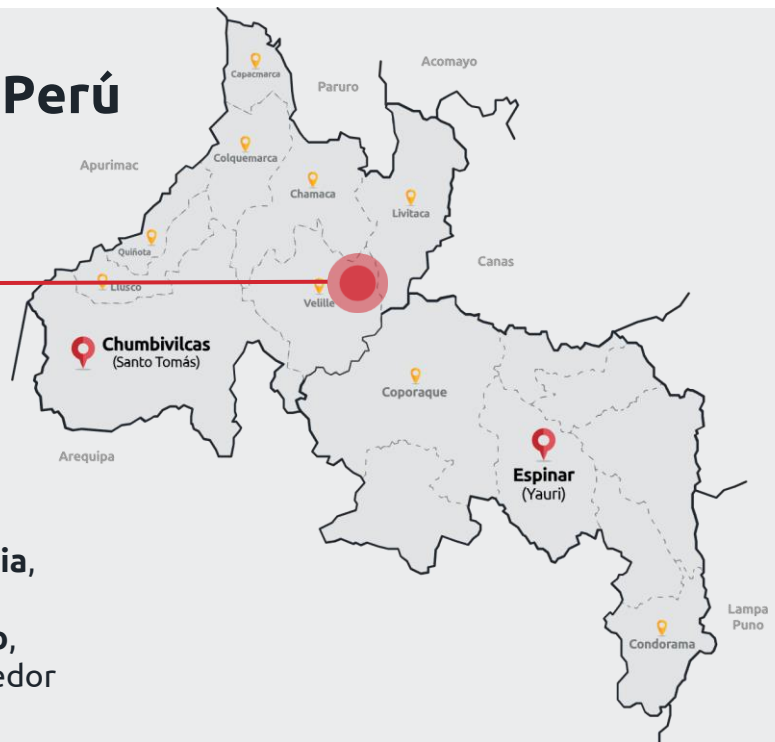 Perú
Acomayo
Capacmarca
Paruro
Apurimac
Colquemarca
Chamaca
Livitaca
Quiñota
Canas
Llusco
Velille
Chumbivilcas
(Santo Tomás)
Coporaque
Arequipa
Espinar
(Yauri)
ia,
o,
edor
Lampa
Puno
Condorama